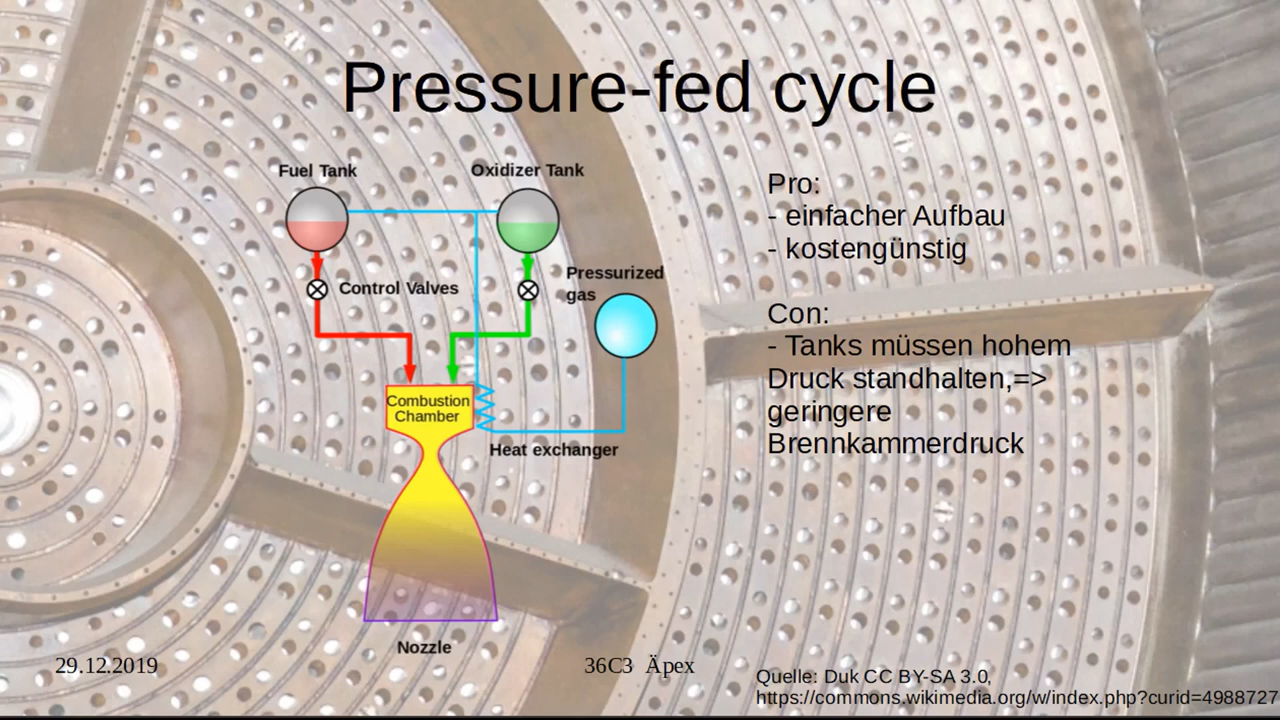 Pressure-fed cycle
Fuel Tank
Oxidizer Tank
Control Valves
Pressurized
gas
Combustion
Chamber
Heat exchanger
Nozzle
Pro:
- einfacher Aufbau
- kostengünstig
Con:
- Tanks müssen hohem
Druck standhalten,=>
geringere
Brennkammerdruck
29.12.2019
36C3 Äpex
Quelle: Duk CC BY-SA 3.0,
https://commons.wikimedia.org/w/index.php?curid=4988727